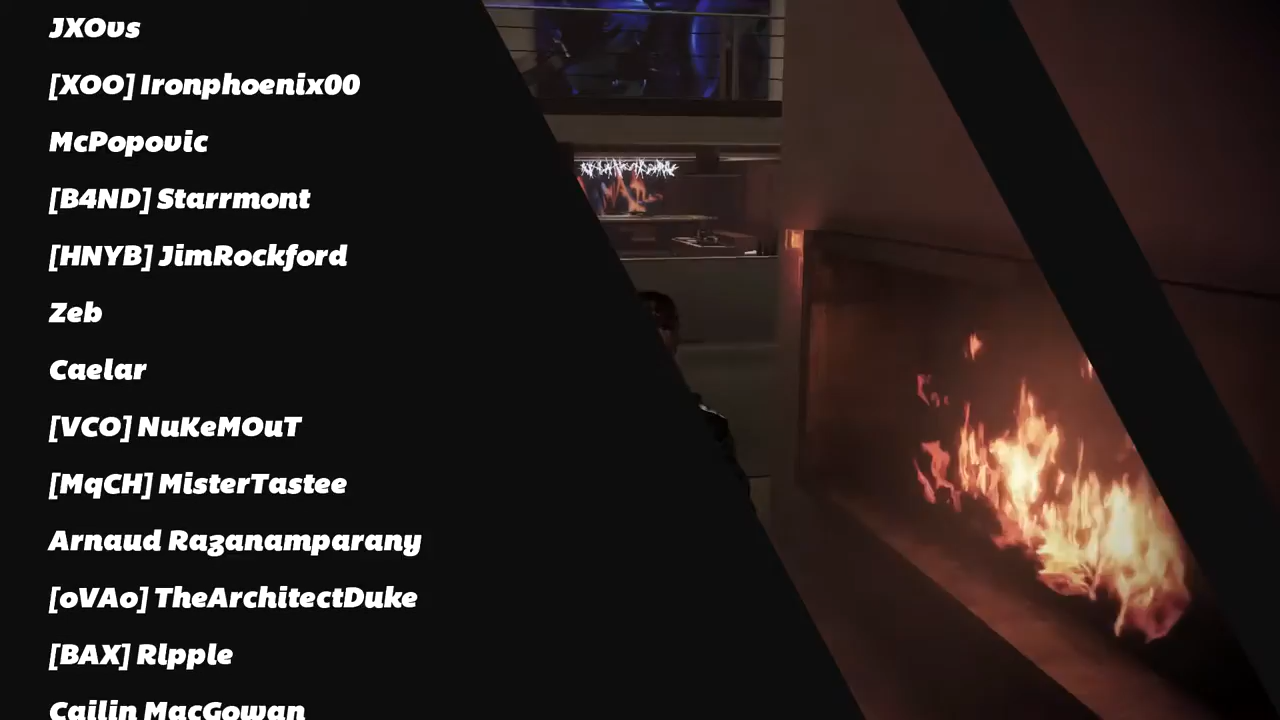 JXOvs
[XOO] Ironphoenix00
McPopovic
[B4ND] Starrmont
[HNYB] JimRockford
Zeb
Caelar
[VCO] NuKeMOuT
[MqCH] MisterTastee
Arnaud Razanamparany
[oVAo] TheArchitectDuke
[BAX] Rlpple
Cailin MacGowan